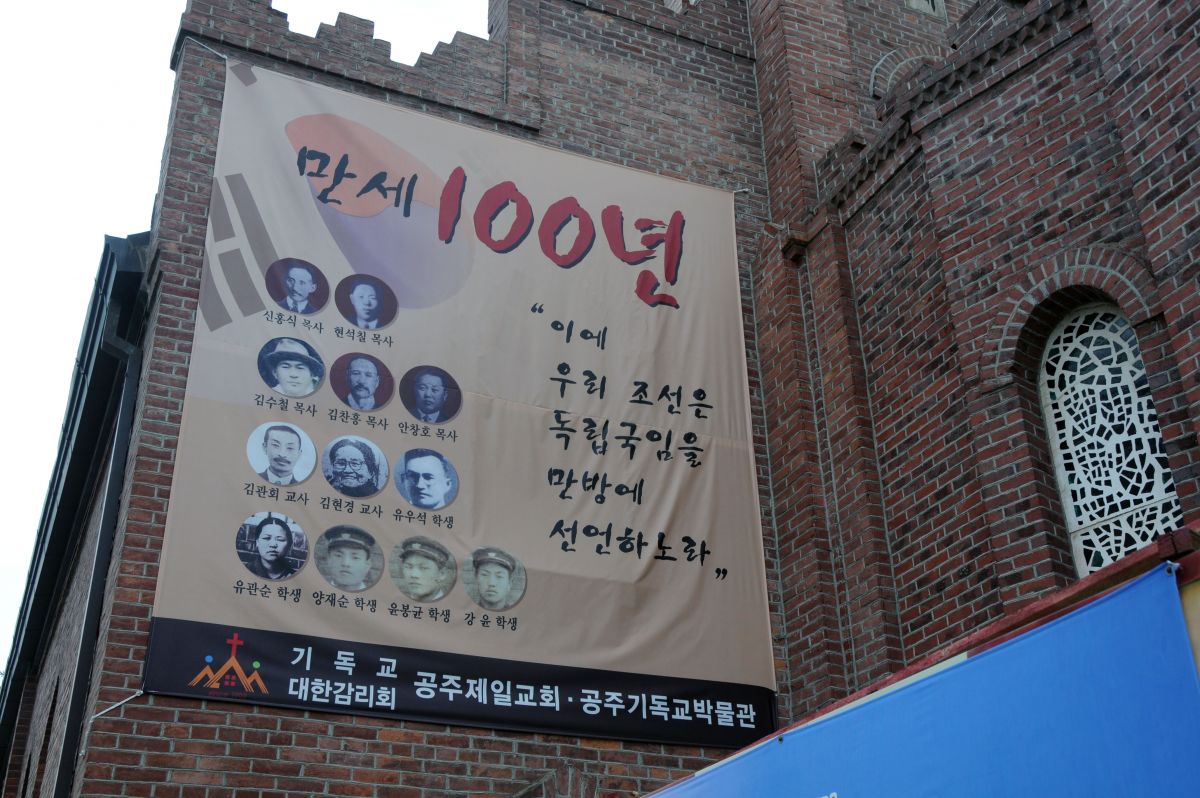 만세 100년
신홍식 목사 현석칠 목사
김수철 목사 김찬흥 목사 안창호 목사
김관회 교사 김현경 교사 유우석 학생
유관순 학생 양재순 학생 윤봉균 학생 강 윤 학생
“이에
우리 조선은
독립국임을
만방에
선언하노라”
기독교
대한감리회
공주제일교회·공주기독교박물관